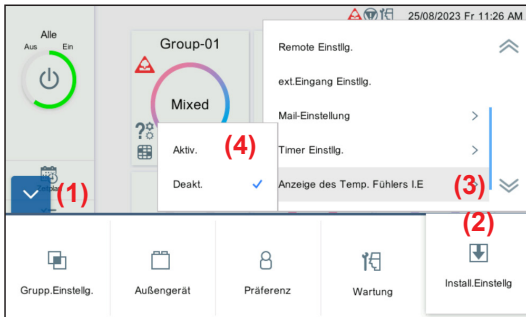 25/08/2023 Fr 11:26 AM
Alle
Aus Ein
Group-01
Mixed
Remote Einstllg.
ext.Eingang Einstllg.
Mail-Einstellung
Timer Einstllg.
Anzeige des Temp. Fühlers I.E
(3)
Aktiv.
(4)
Deakt.
(1)
(2)
Grupp.Einstellg.
Außengerät
Präferenz
Wartung
Install.Einstellg